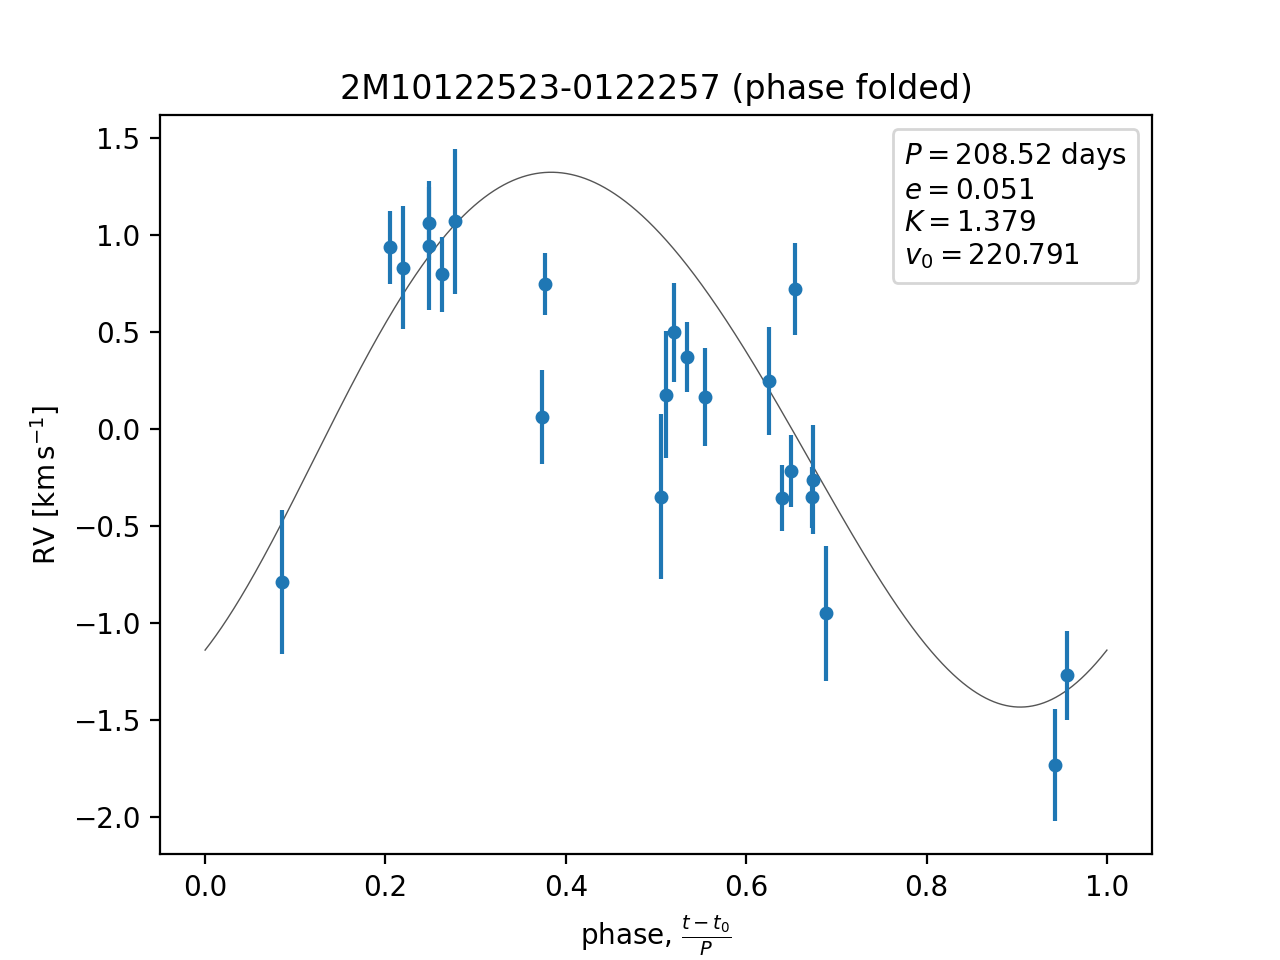 2M10122523-0122257 (phase folded)
P = 208.52 days
e = 0.051
K = 1.379
v₀ = 220.791
1.5
1.0
0.5
0.0
−0.5
−1.0
−1.5
−2.0
RV [km s⁻¹]
0.0 0.2 0.4 0.6 0.8 1.0
phase, (t − t₀)/P